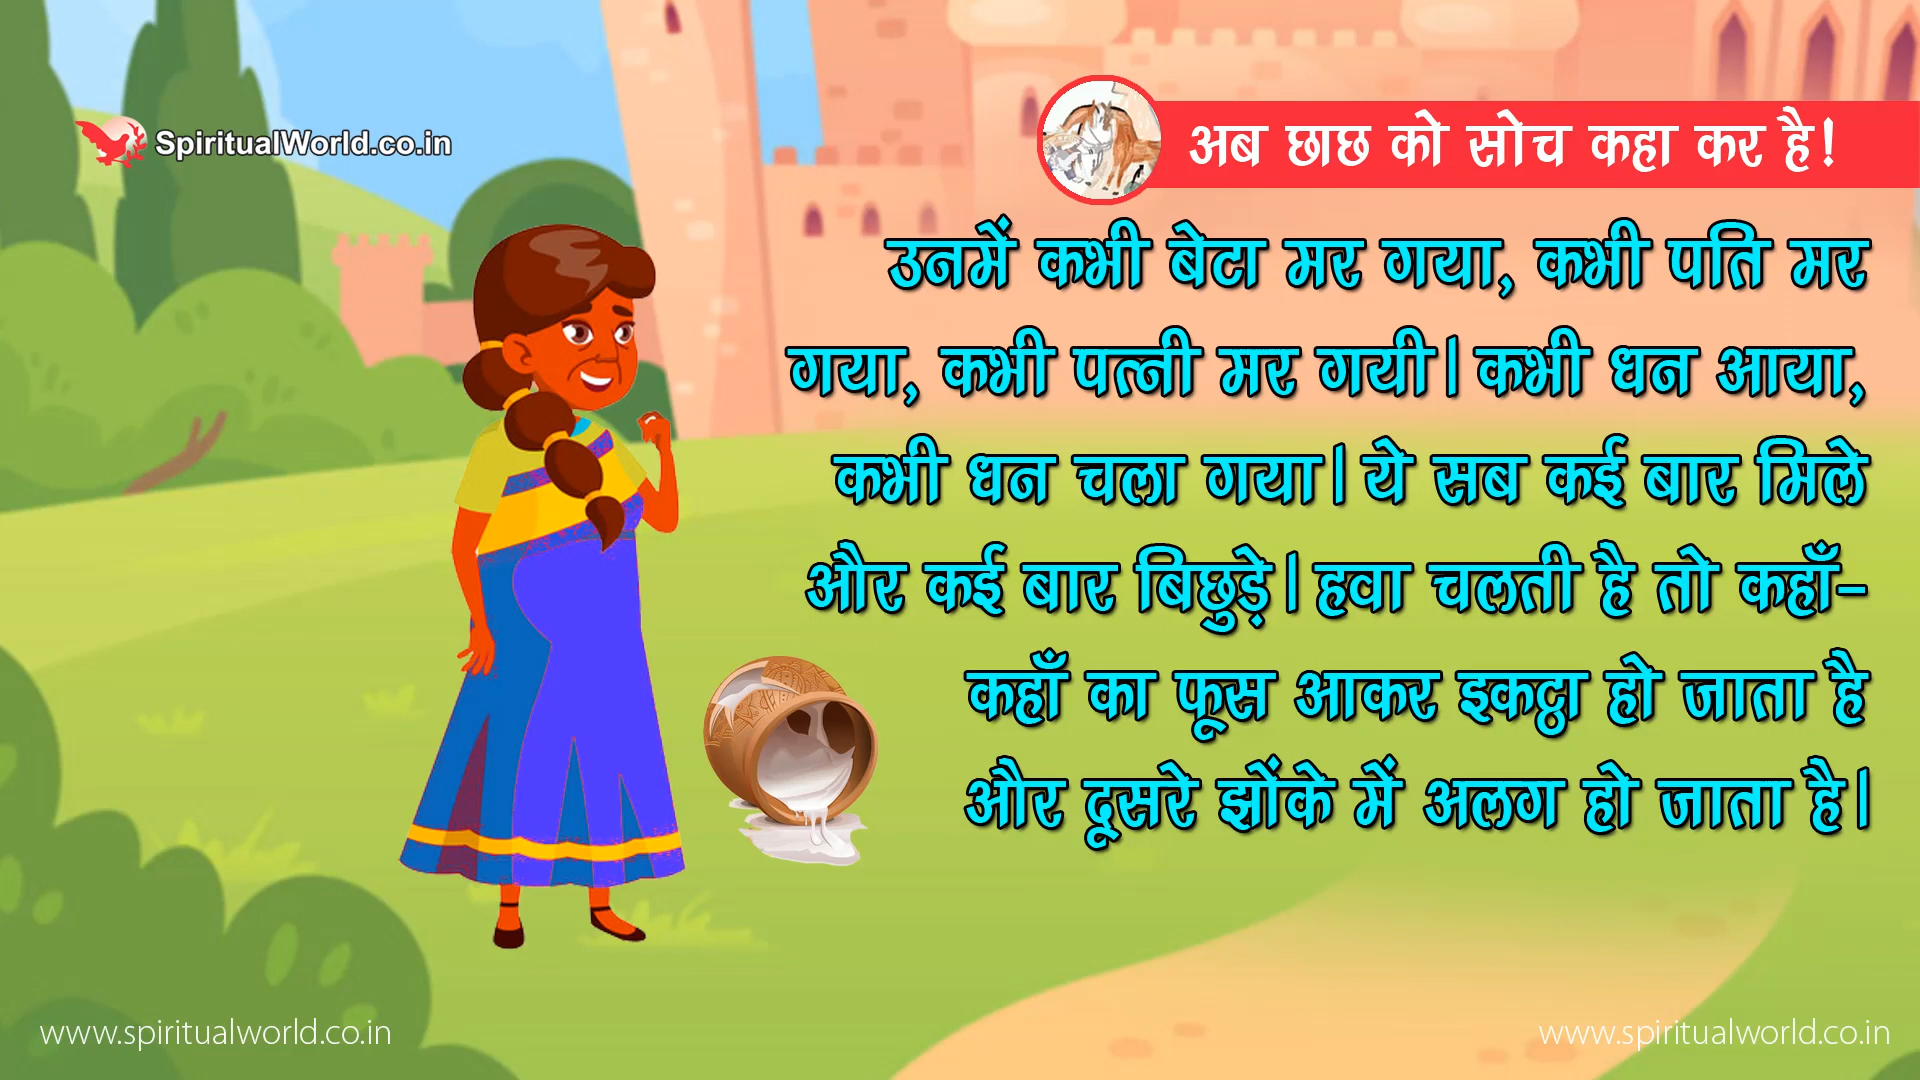 SpiritualWorld.co.in
अब छाछ को सोच कहा कर है!
उनमें कभी बेटा मर गया, कभी पति मर
गया, कभी पत्नी मर गयी। कभी धन आया,
कभी धन चला गया। ये सब कई बार मिले
और कई बार बिछुड़े। हवा चलती है तो कहाँ-
कहाँ का फूस आकर इकट्ठा हो जाता है
और दूसरे झोंके में अलग हो जाता है।
www.spiritualworld.co.in
www.spiritualworld.co.in